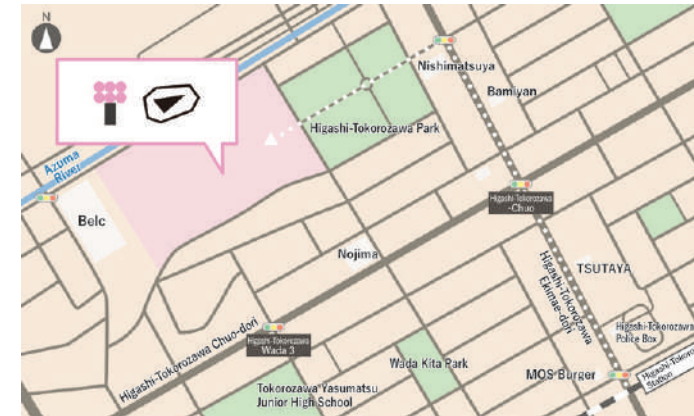 N
Nishimatsuya
Bamiyan
Higashi-Tokorozawa Park
Azuma
River
Higashi-Tokorozawa
-Chuo
Belc
Nojima
TSUTAYA
Higashi-Tokorozawa
Ekimae-dori
Higashi-Tokorozawa
Police Box
Higashi-Tokorozawa Chuo-dori
Higashi-Tokorozawa
Wada 3
Wada Kita Park
MOS Burger
Station
Tokorozawa Yasumatsu
Junior High School